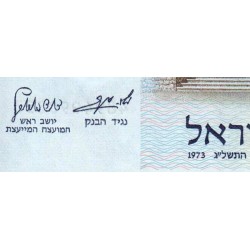 ראל
התשל"ג 1973
נגיד הבנק
יושב ראש
המועצה המייעצת